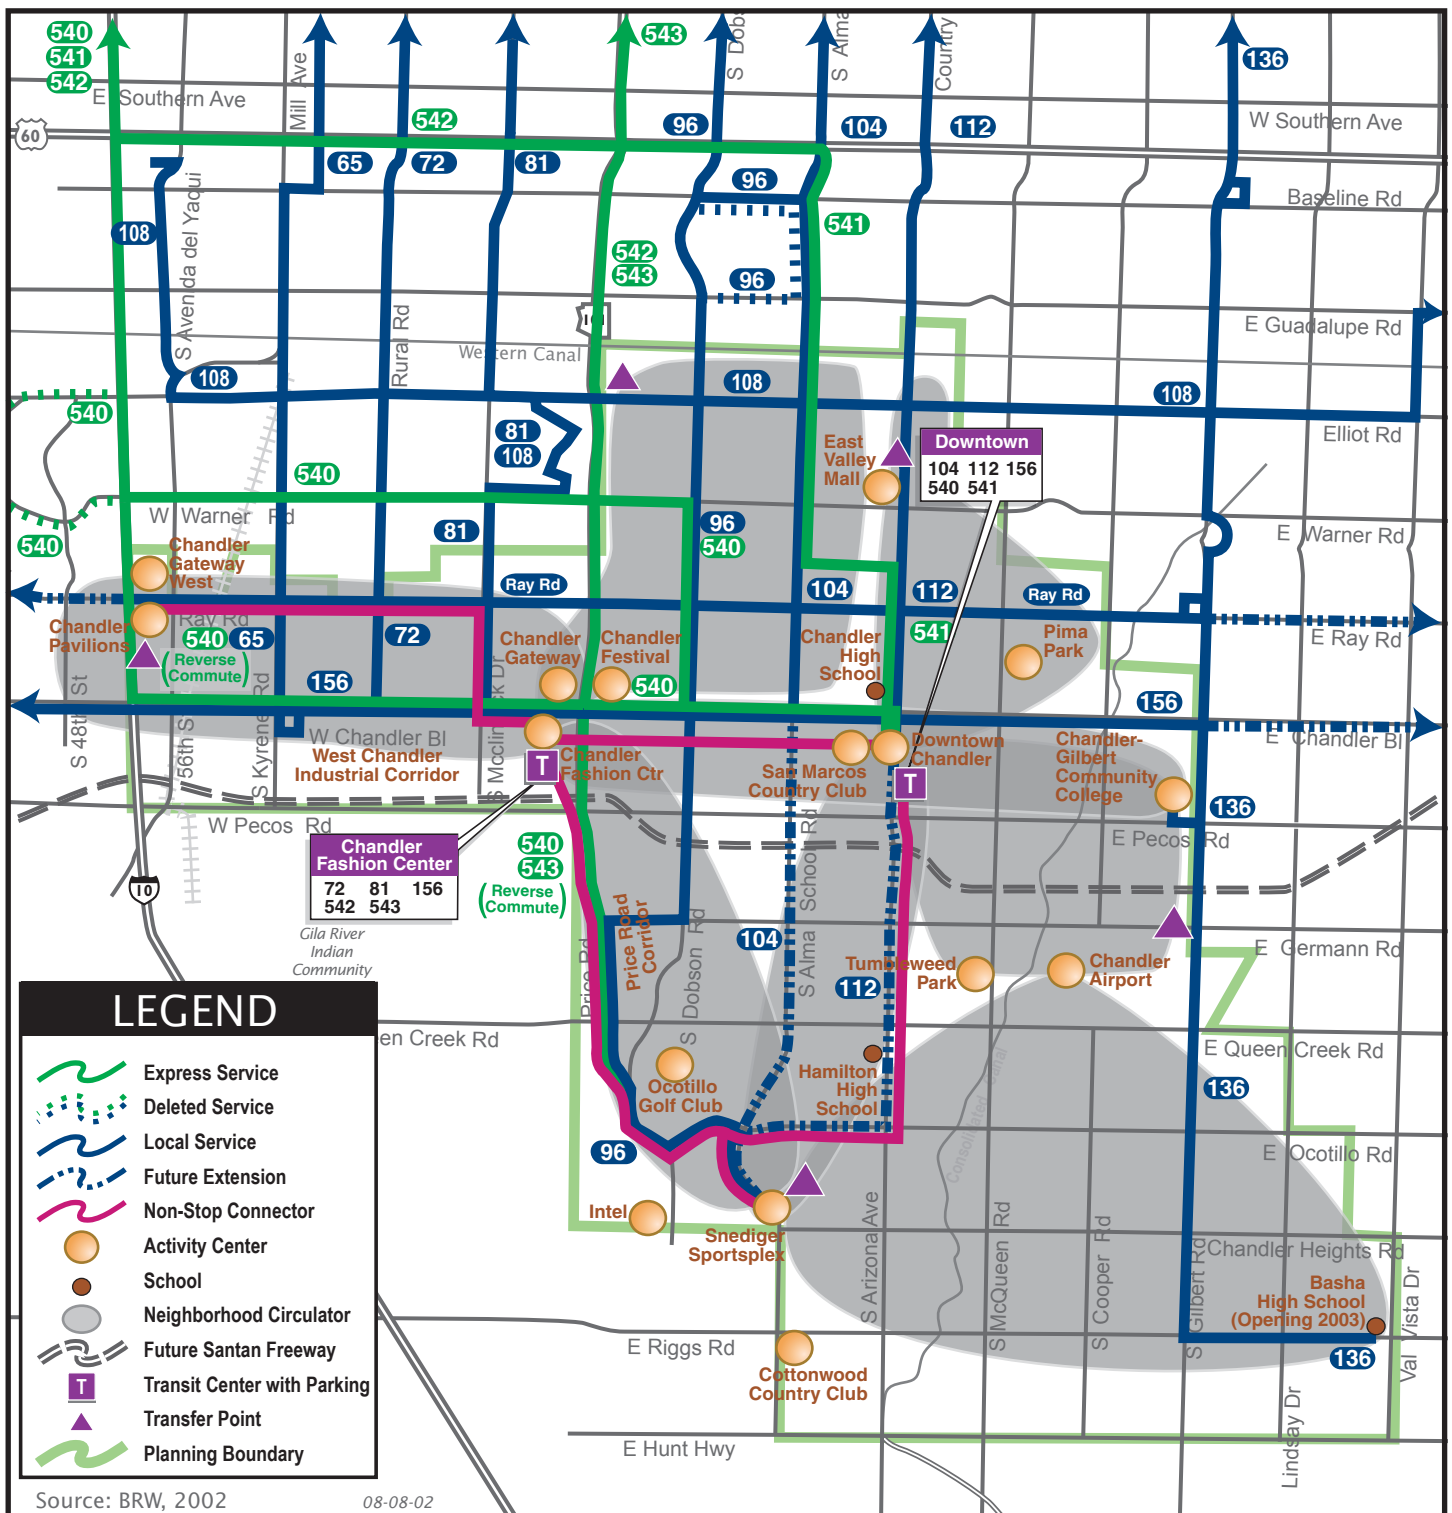 540
541
542
E Southern Ave
Mill Ave
543
S Dobs
S Alma
Country
136
60
542
96
104
112
W Southern Ave
65
72
81
96
Baseline Rd
108
S Avenida del Yaqui
541
542
543
96
101
E Guadalupe Rd
Rural Rd
Western Canal
108
108
108
540
Elliot Rd
81
108
East
Valley
Mall
Downtown
104 112 156
540 541
540
W Warner Rd
540
81
96
540
E Warner Rd
Chandler
Gateway
West
Ray Rd
104
112
Ray Rd
Ray Rd
Chandler
Pavilions
540
65
(Reverse
Commute)
72
Chandler
Gateway
Chandler
Festival
540
Chandler
High
School
541
Pima
Park
E Ray Rd
S 48th St
56th St
S Kyrene Rd
S Mcclintock Dr
156
156
W Chandler Bl
West Chandler
Industrial Corridor
Chandler
Fashion Ctr
T
San Marcos
Country Club
Downtown
Chandler
T
Chandler-
Gilbert
Community
College
E Chandler Bl
136
W Pecos Rd
E Pecos Rd
Chandler
Fashion Center
72 81 156
542 543
540
543
(Reverse
Commute)
10
Gila River
Indian
Community
Price Road
Corridor
Price Rd
S Dobson Rd
104
S Alma School Rd
112
Tumbleweed
Park
Chandler
Airport
E Germann Rd
een Creek Rd
E Queen Creek Rd
Ocotillo
Golf Club
Hamilton
High
School
Consolidated Canal
136
96
E Ocotillo Rd
Intel
Snediger
Sportsplex
S Arizona Ave
S McQueen Rd
S Cooper Rd
S Gilbert Rd
Chandler Heights Rd
Basha
High School
(Opening 2003)
Val Vista Dr
136
E Riggs Rd
Cottonwood
Country Club
Lindsay Dr
E Hunt Hwy
LEGEND
Express Service
Deleted Service
Local Service
Future Extension
Non-Stop Connector
Activity Center
School
Neighborhood Circulator
Future Santan Freeway
T
Transit Center with Parking
Transfer Point
Planning Boundary
Source: BRW, 2002
08-08-02